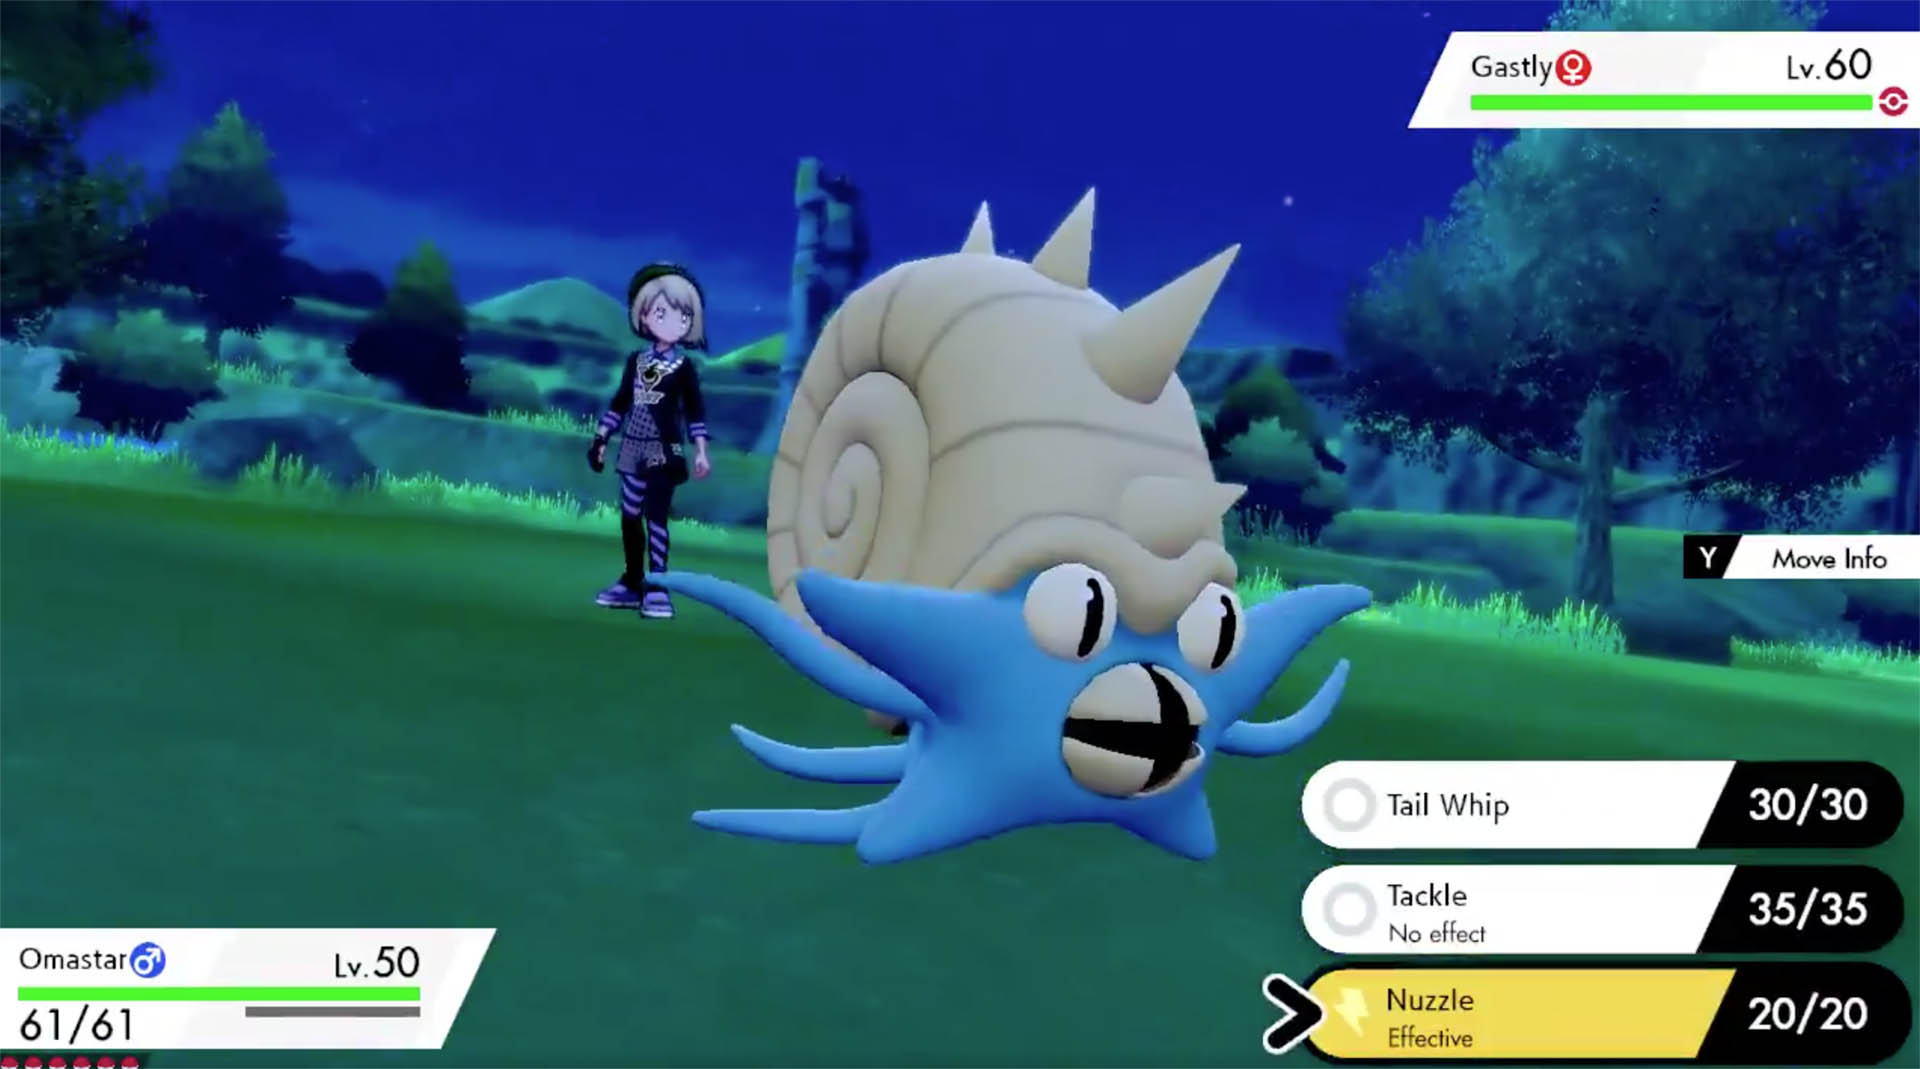 Gastly♀ Lv.60
Y Move Info
Tail Whip 30/30
Tackle 35/35
No effect
Nuzzle 20/20
Effective
Omastar♂ Lv.50
61/61